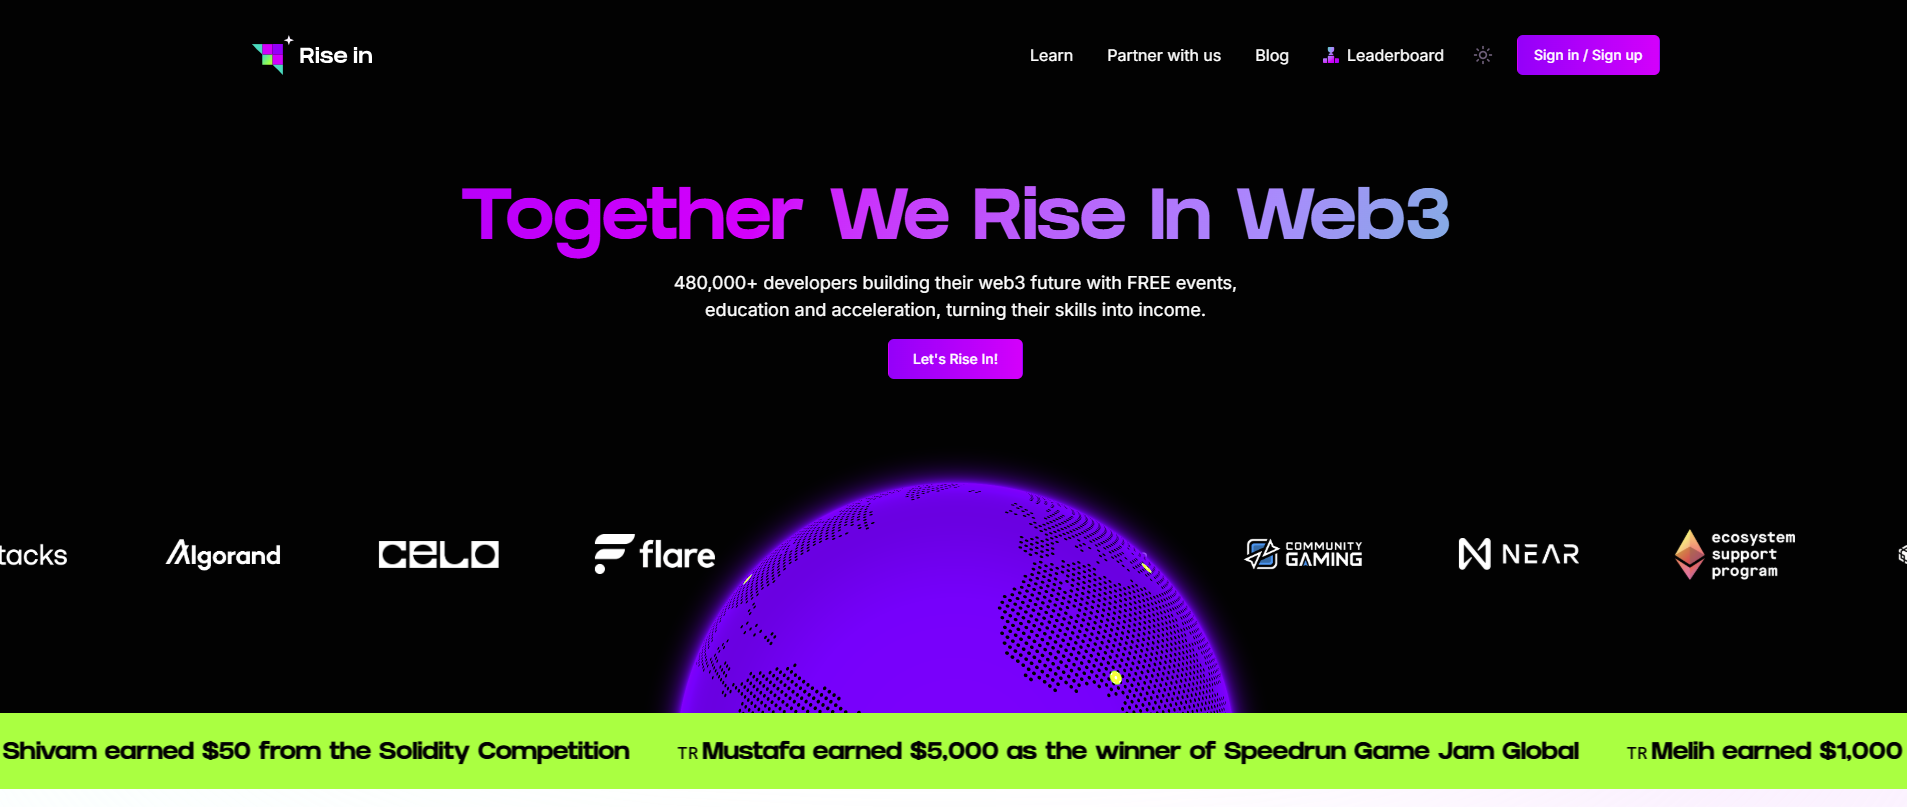 Rise in
Learn
Partner with us
Blog
Leaderboard
Sign in / Sign up
Together We Rise In Web3
480,000+ developers building their web3 future with FREE events,
education and acceleration, turning their skills into income.
Let's Rise In!
tacks
Algorand
CELO
flare
COMMUNITY
GAMING
NEAR
ecosystem
support
program
Shivam earned $50 from the Solidity Competition
TR Mustafa earned $5,000 as the winner of Speedrun Game Jam Global
TR Melih earned $1,000